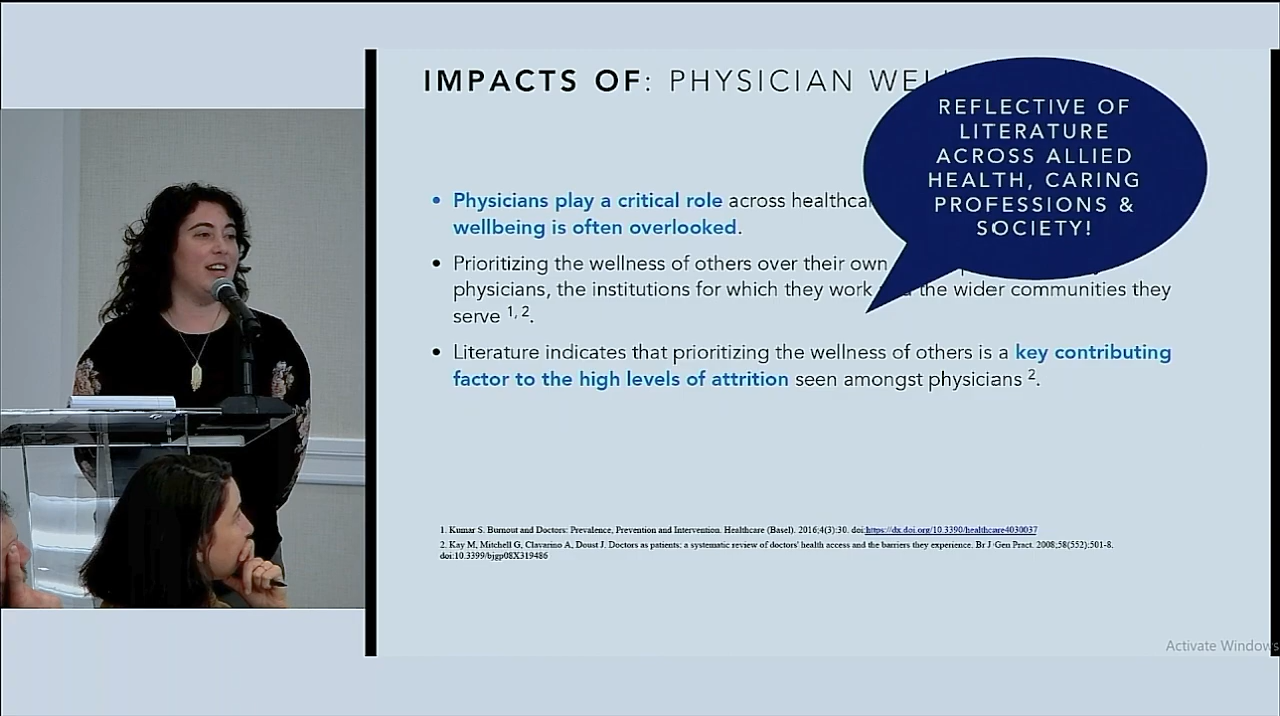 IMPACTS OF: PHYSICIAN WEL
REFLECTIVE OF
LITERATURE
ACROSS ALLIED
HEALTH, CARING
PROFESSIONS &
SOCIETY!
• Physicians play a critical role across healthca
wellbeing is often overlooked.
• Prioritizing the wellness of others over their own
physicians, the institutions for which they work the wider communities they
serve 1, 2.
• Literature indicates that prioritizing the wellness of others is a key contributing
factor to the high levels of attrition seen amongst physicians 2.
1. Kumar S. Burnout and Doctors: Prevalence, Prevention and Intervention. Healthcare (Basel). 2016;4(3):30. doi:https://dx.doi.org/10.3390/healthcare4030037
2. Kay M, Mitchell G, Clavarino A, Doust J. Doctors as patients: a systematic review of doctors' health access and the barriers they experience. Br J Gen Pract. 2008;58(552):501-8.
doi:10.3399/bjgp08X319486
Activate Windows